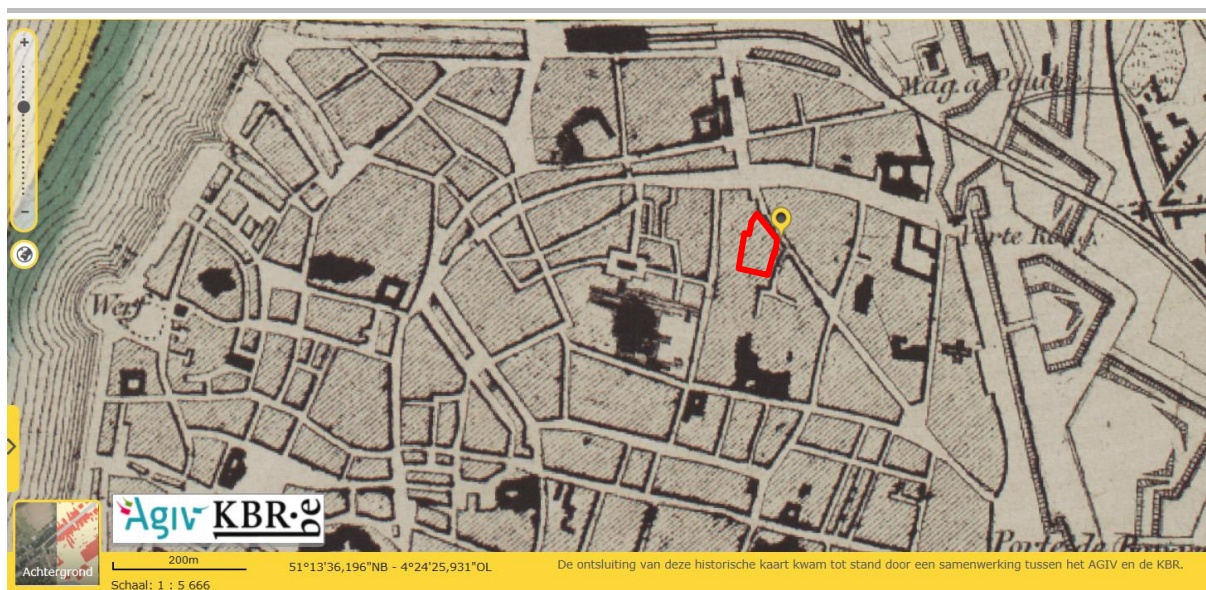 +
Mag. à Poudre
Porte Rouge
Werf
−
Porte de
Agiv KBR.be
Achtergrond
200m
51°13'36,196"NB - 4°24'25,931"OL
De ontsluiting van deze historische kaart kwam tot stand door een samenwerking tussen het AGIV en de KBR.
Schaal: 1 : 5 666